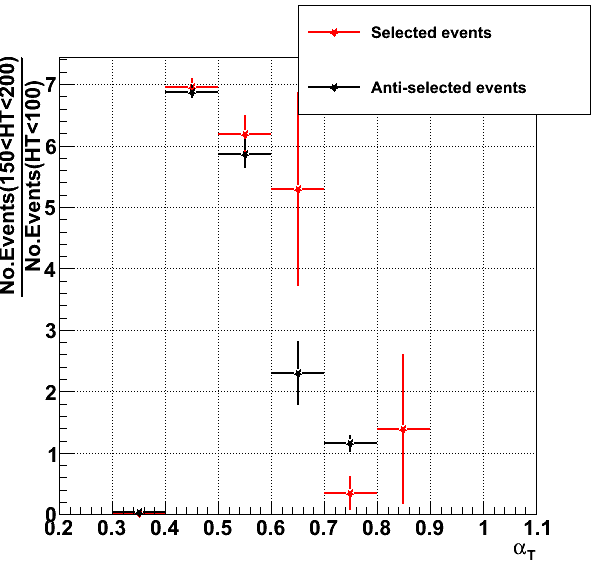 Selected events
Anti-selected events
No.Events(150<HT<200)
No.Events(HT<100)
7
6
5
4
3
2
1
0
0.2 0.3 0.4 0.5 0.6 0.7 0.8 0.9 1 1.1
α_T